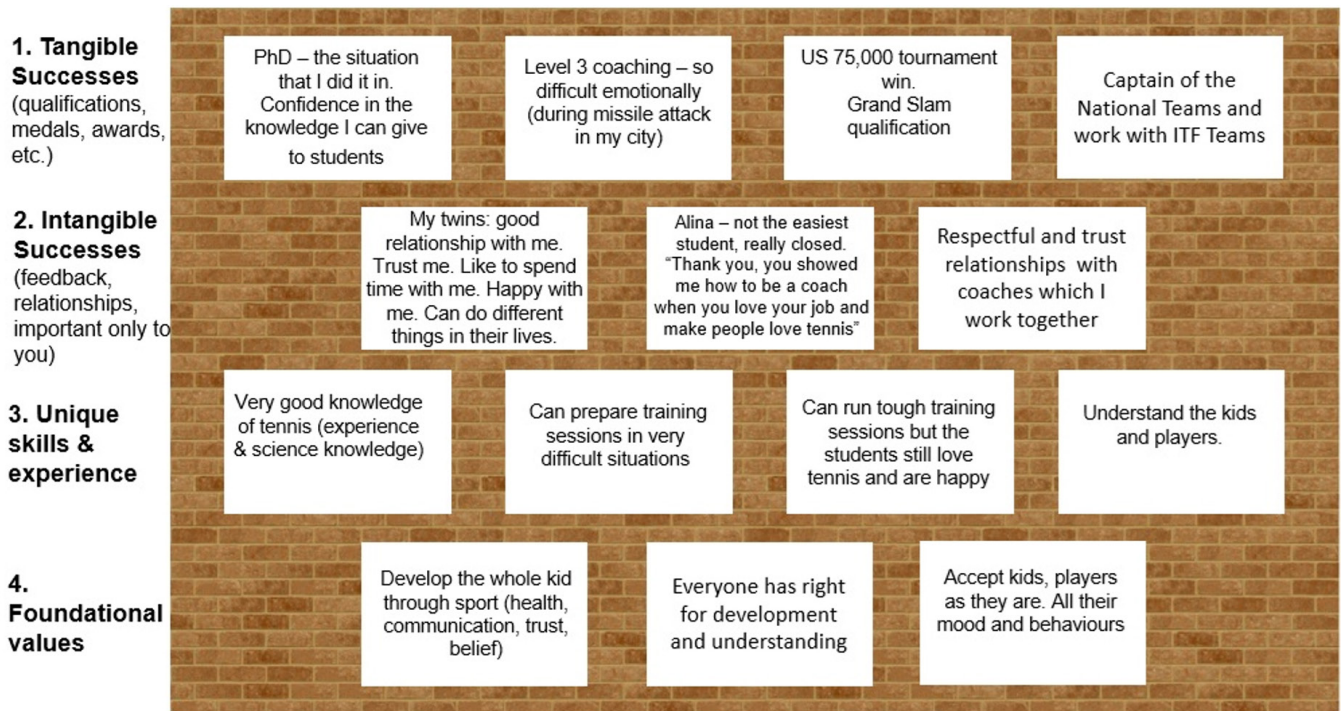 1. Tangible
Successes
(qualifications,
medals, awards,
etc.)
PhD – the situation
that I did it in.
Confidence in the
knowledge I can give
to students
Level 3 coaching – so
difficult emotionally
(during missile attack
in my city)
US 75,000 tournament
win.
Grand Slam
qualification
Captain of the
National Teams and
work with ITF Teams
2. Intangible
Successes
(feedback,
relationships,
important only to
you)
My twins: good
relationship with me.
Trust me. Like to spend
time with me. Happy with
me. Can do different
things in their lives.
Alina – not the easiest
student, really closed.
“Thank you, you showed
me how to be a coach
when you love your job and
make people love tennis”
Respectful and trust
relationships with
coaches which I
work together
3. Unique
skills &
experience
Very good knowledge
of tennis (experience
& science knowledge)
Can prepare training
sessions in very
difficult situations
Can run tough training
sessions but the
students still love
tennis and are happy
Understand the kids
and players.
4.
Foundational
values
Develop the whole kid
through sport (health,
communication, trust,
belief)
Everyone has right
for development
and understanding
Accept kids, players
as they are. All their
mood and behaviours